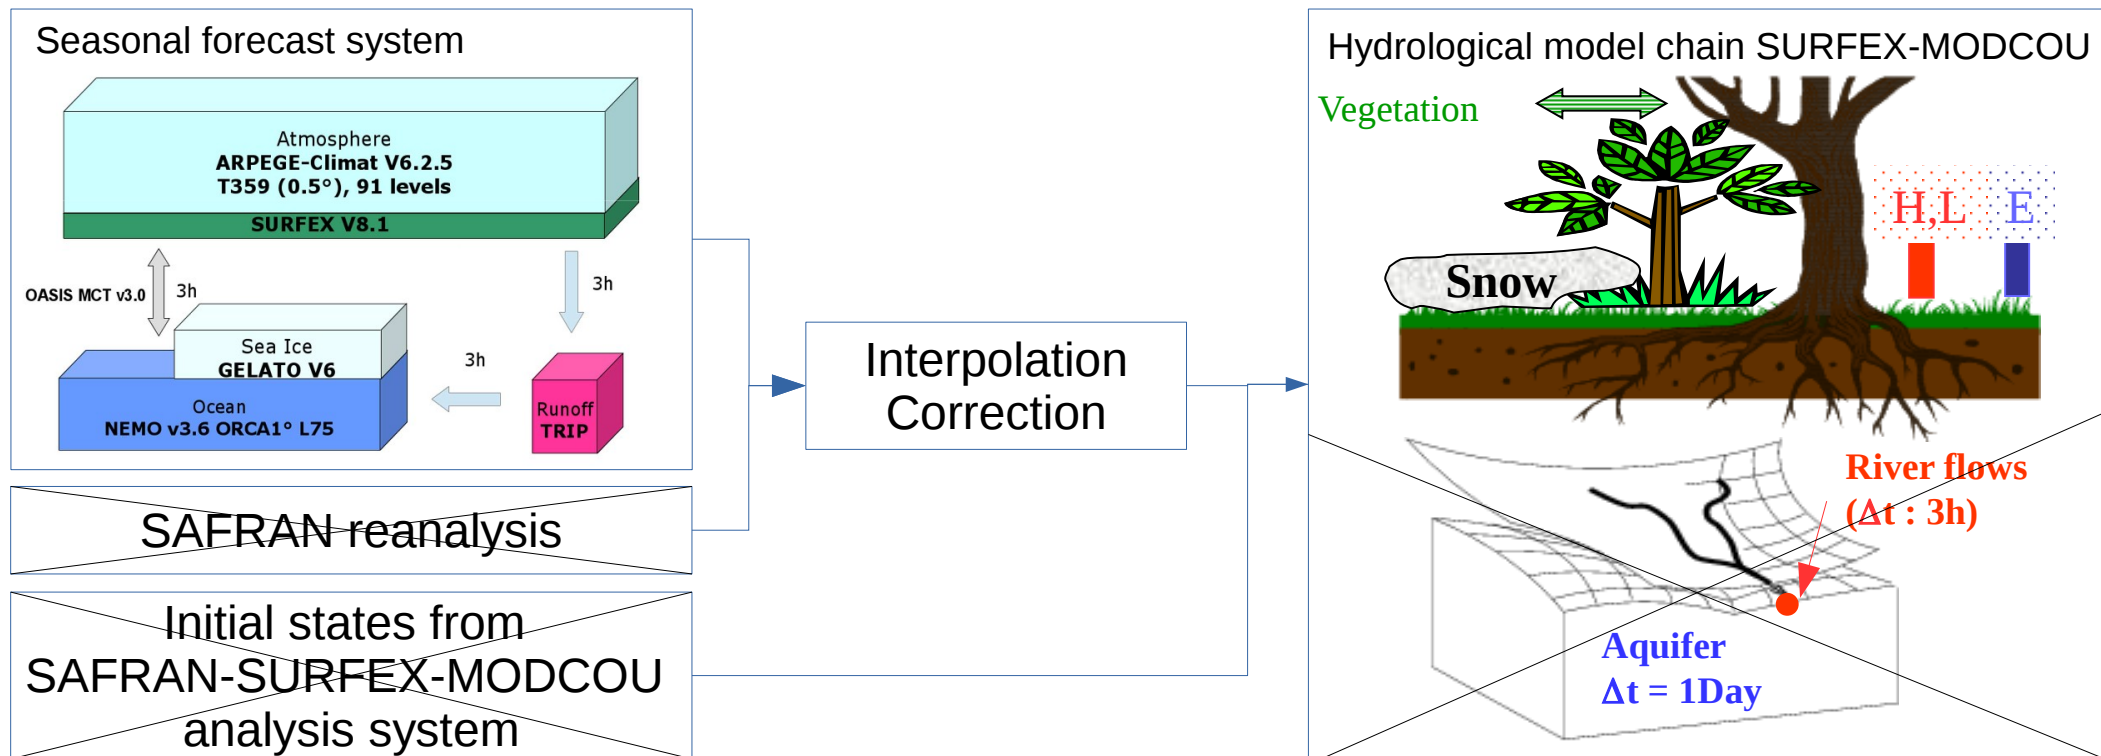 Seasonal forecast system
Atmosphere
ARPEGE-Climat V6.2.5
T359 (0.5°), 91 levels
SURFEX V8.1
OASIS MCT v3.0
3h
3h
Sea Ice
GELATO V6
3h
Ocean
NEMO v3.6 ORCA1° L75
Runoff
TRIP
SAFRAN reanalysis
Initial states from
SAFRAN-SURFEX-MODCOU
analysis system
Interpolation
Correction
Hydrological model chain SURFEX-MODCOU
Vegetation
H,L
E
Snow
River flows
(Δt : 3h)
Aquifer
Δt = 1Day